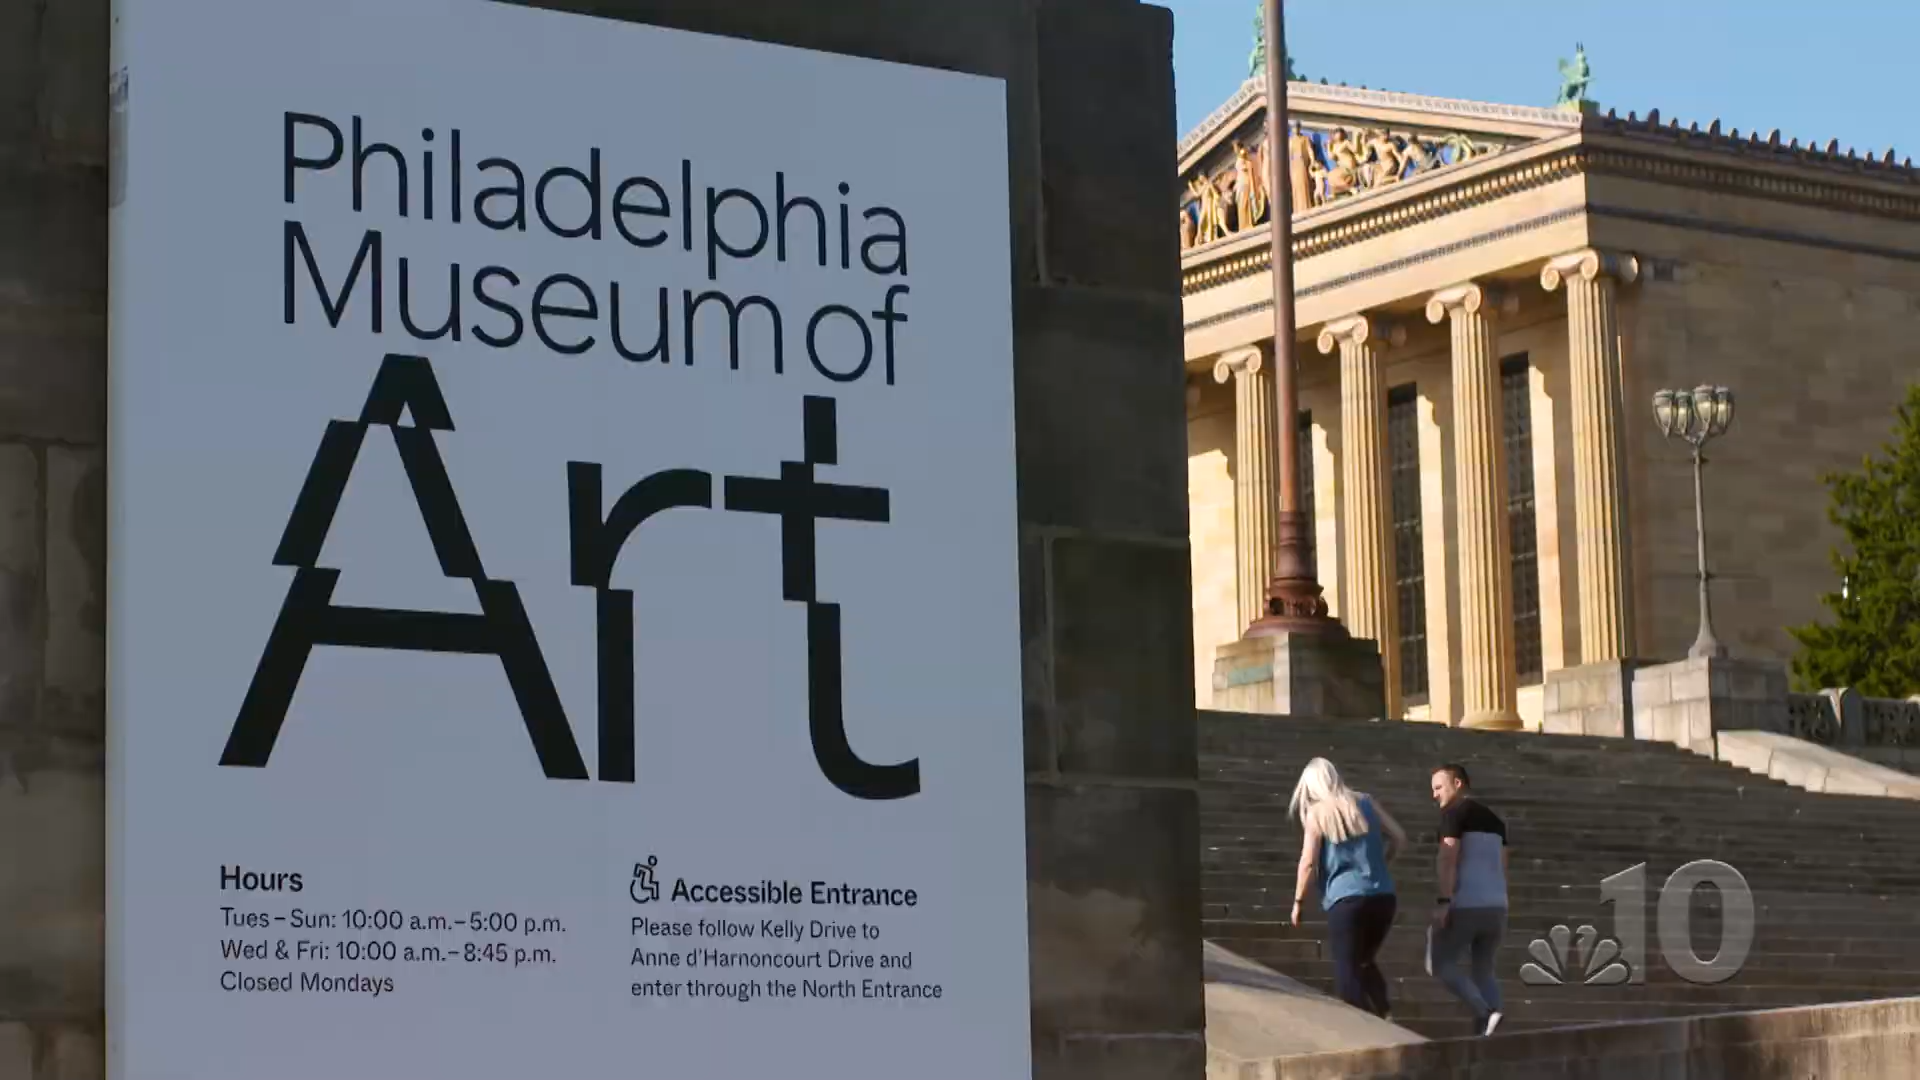 Philadelphia
Museum of
Art
Hours
Tues – Sun: 10:00 a.m. – 5:00 p.m.
Wed & Fri: 10:00 a.m. – 8:45 p.m.
Closed Mondays
Accessible Entrance
Please follow Kelly Drive to
Anne d'Harnoncourt Drive and
enter through the North Entrance
10